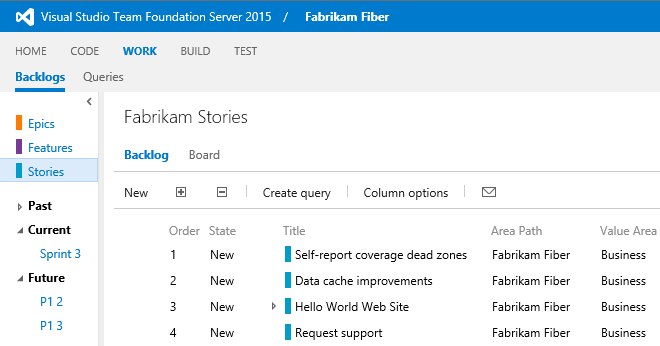 Visual Studio Team Foundation Server 2015 / Fabrikam Fiber
HOME CODE WORK BUILD TEST
Backlogs Queries
Epics
Features
Stories
Past
Current
Sprint 3
Future
P1 2
P1 3
Fabrikam Stories
Backlog Board
New Create query Column options
Order State Title Area Path Value Area
1 New Self-report coverage dead zones Fabrikam Fiber Business
2 New Data cache improvements Fabrikam Fiber Business
3 New Hello World Web Site Fabrikam Fiber Business
4 New Request support Fabrikam Fiber Business